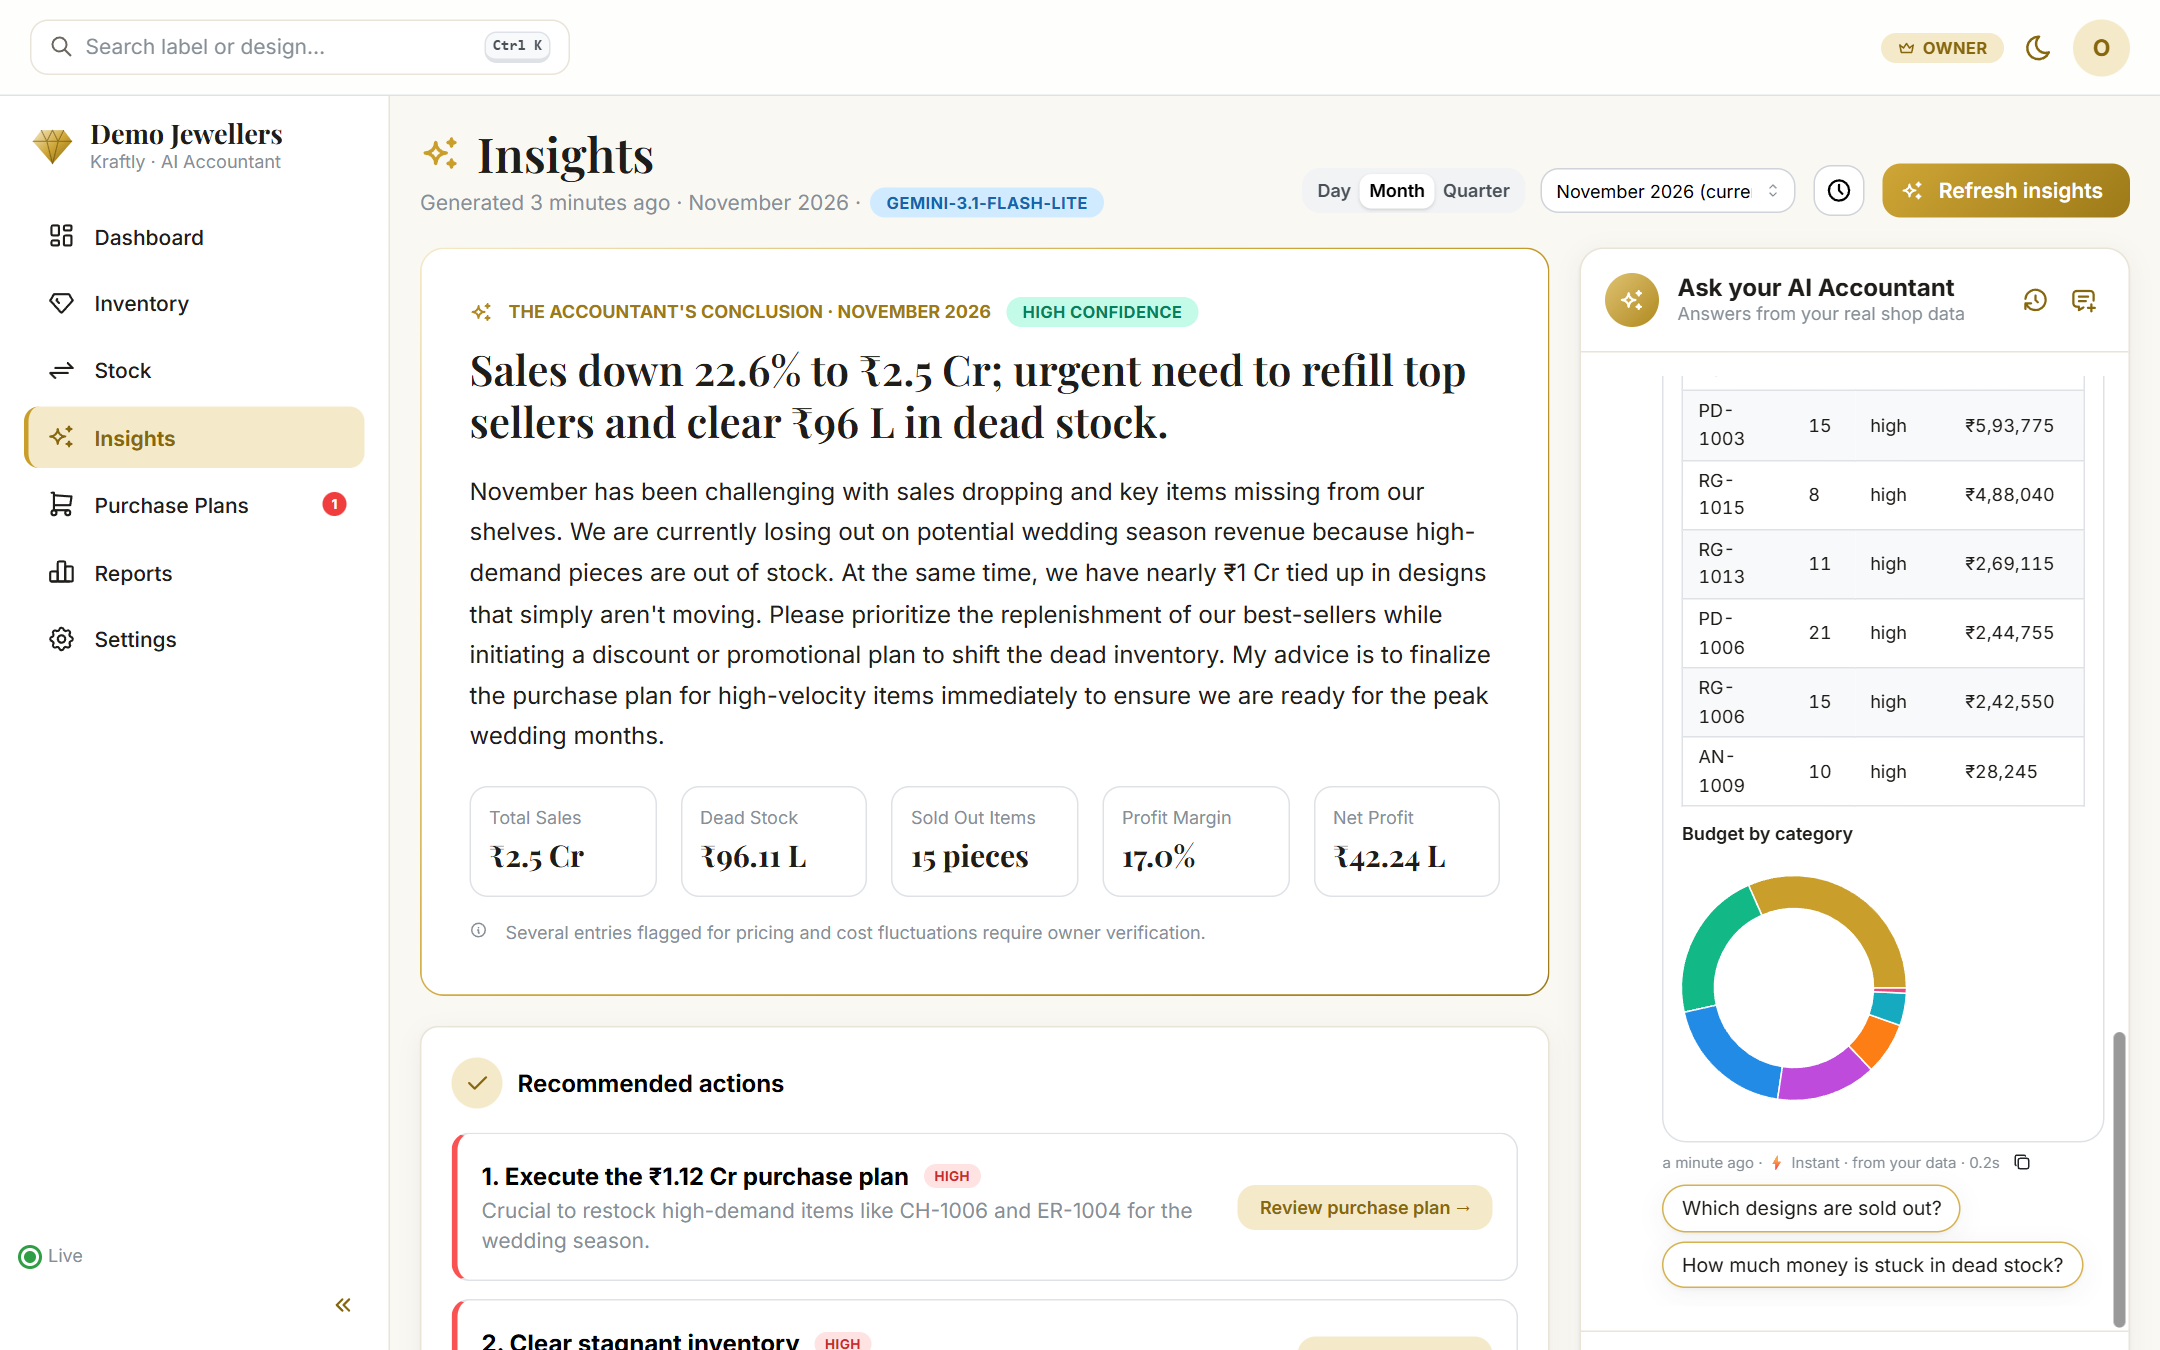 Search label or design...
Ctrl K
OWNER
O
Demo Jewellers
Kraftly · AI Accountant
Dashboard
Inventory
Stock
Insights
Purchase Plans
1
Reports
Settings
Live
Insights
Generated 3 minutes ago · November 2026 ·
GEMINI-3.1-FLASH-LITE
Day
Month
Quarter
November 2026 (curre
Refresh insights
THE ACCOUNTANT'S CONCLUSION · NOVEMBER 2026
HIGH CONFIDENCE
Sales down 22.6% to ₹2.5 Cr; urgent need to refill top
sellers and clear ₹96 L in dead stock.
November has been challenging with sales dropping and key items missing from our
shelves. We are currently losing out on potential wedding season revenue because high-
demand pieces are out of stock. At the same time, we have nearly ₹1 Cr tied up in designs
that simply aren't moving. Please prioritize the replenishment of our best-sellers while
initiating a discount or promotional plan to shift the dead inventory. My advice is to finalize
the purchase plan for high-velocity items immediately to ensure we are ready for the peak
wedding months.
Total Sales
₹2.5 Cr
Dead Stock
₹96.11 L
Sold Out Items
15 pieces
Profit Margin
17.0%
Net Profit
₹42.24 L
Several entries flagged for pricing and cost fluctuations require owner verification.
Recommended actions
1. Execute the ₹1.12 Cr purchase plan
HIGH
Crucial to restock high-demand items like CH-1006 and ER-1004 for the
wedding season.
Review purchase plan →
2. Clear stagnant inventory
HIGH
Ask your AI Accountant
Answers from your real shop data
PD-
1003
15
high
₹5,93,775
RG-
1015
8
high
₹4,88,040
RG-
1013
11
high
₹2,69,115
PD-
1006
21
high
₹2,44,755
RG-
1006
15
high
₹2,42,550
AN-
1009
10
high
₹28,245
Budget by category
a minute ago ·
Instant · from your data · 0.2s
Which designs are sold out?
How much money is stuck in dead stock?